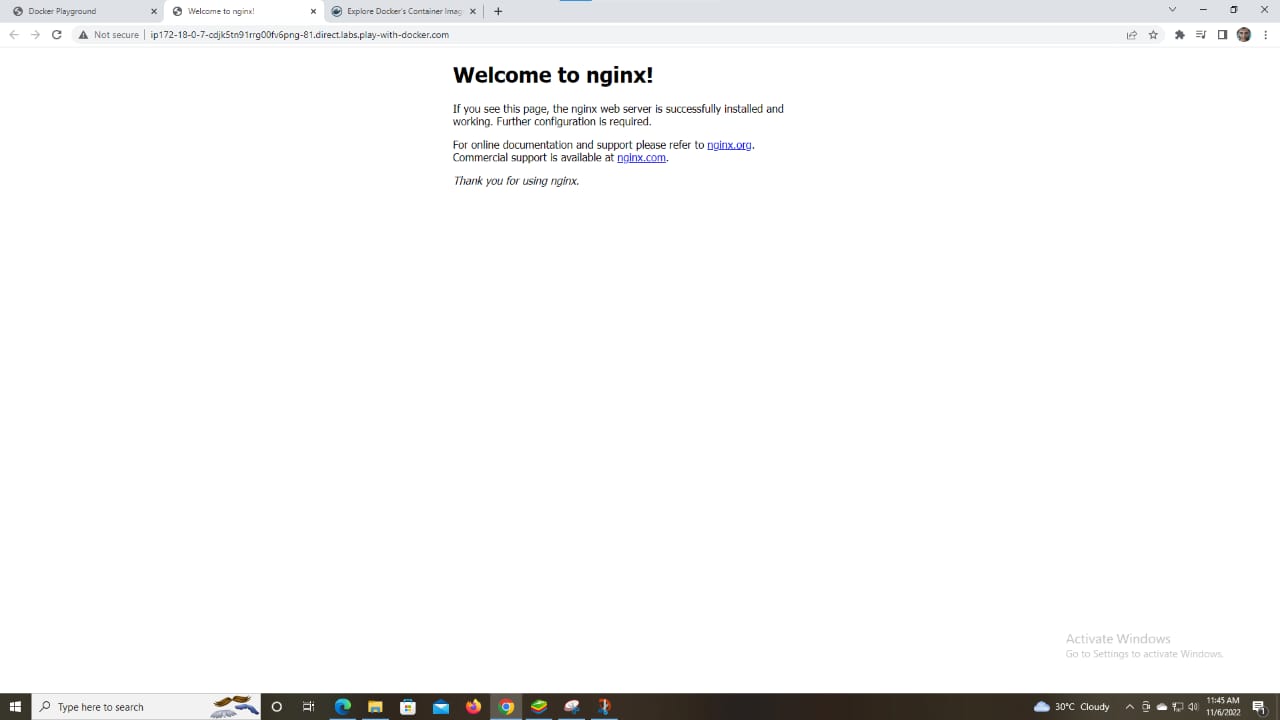 Docker Playground
Welcome to nginx!
Explore Docker's Container Imag
Not secure
ip172-18-0-7-cdjk5tn91rrg00fv6png-81.direct.labs.play-with-docker.com
Welcome to nginx!
If you see this page, the nginx web server is successfully installed and
working. Further configuration is required.
For online documentation and support please refer to nginx.org.
Commercial support is available at nginx.com.
Thank you for using nginx.
Activate Windows
Go to Settings to activate Windows.
Type here to search
30°C Cloudy
11:45 AM
11/6/2022
1